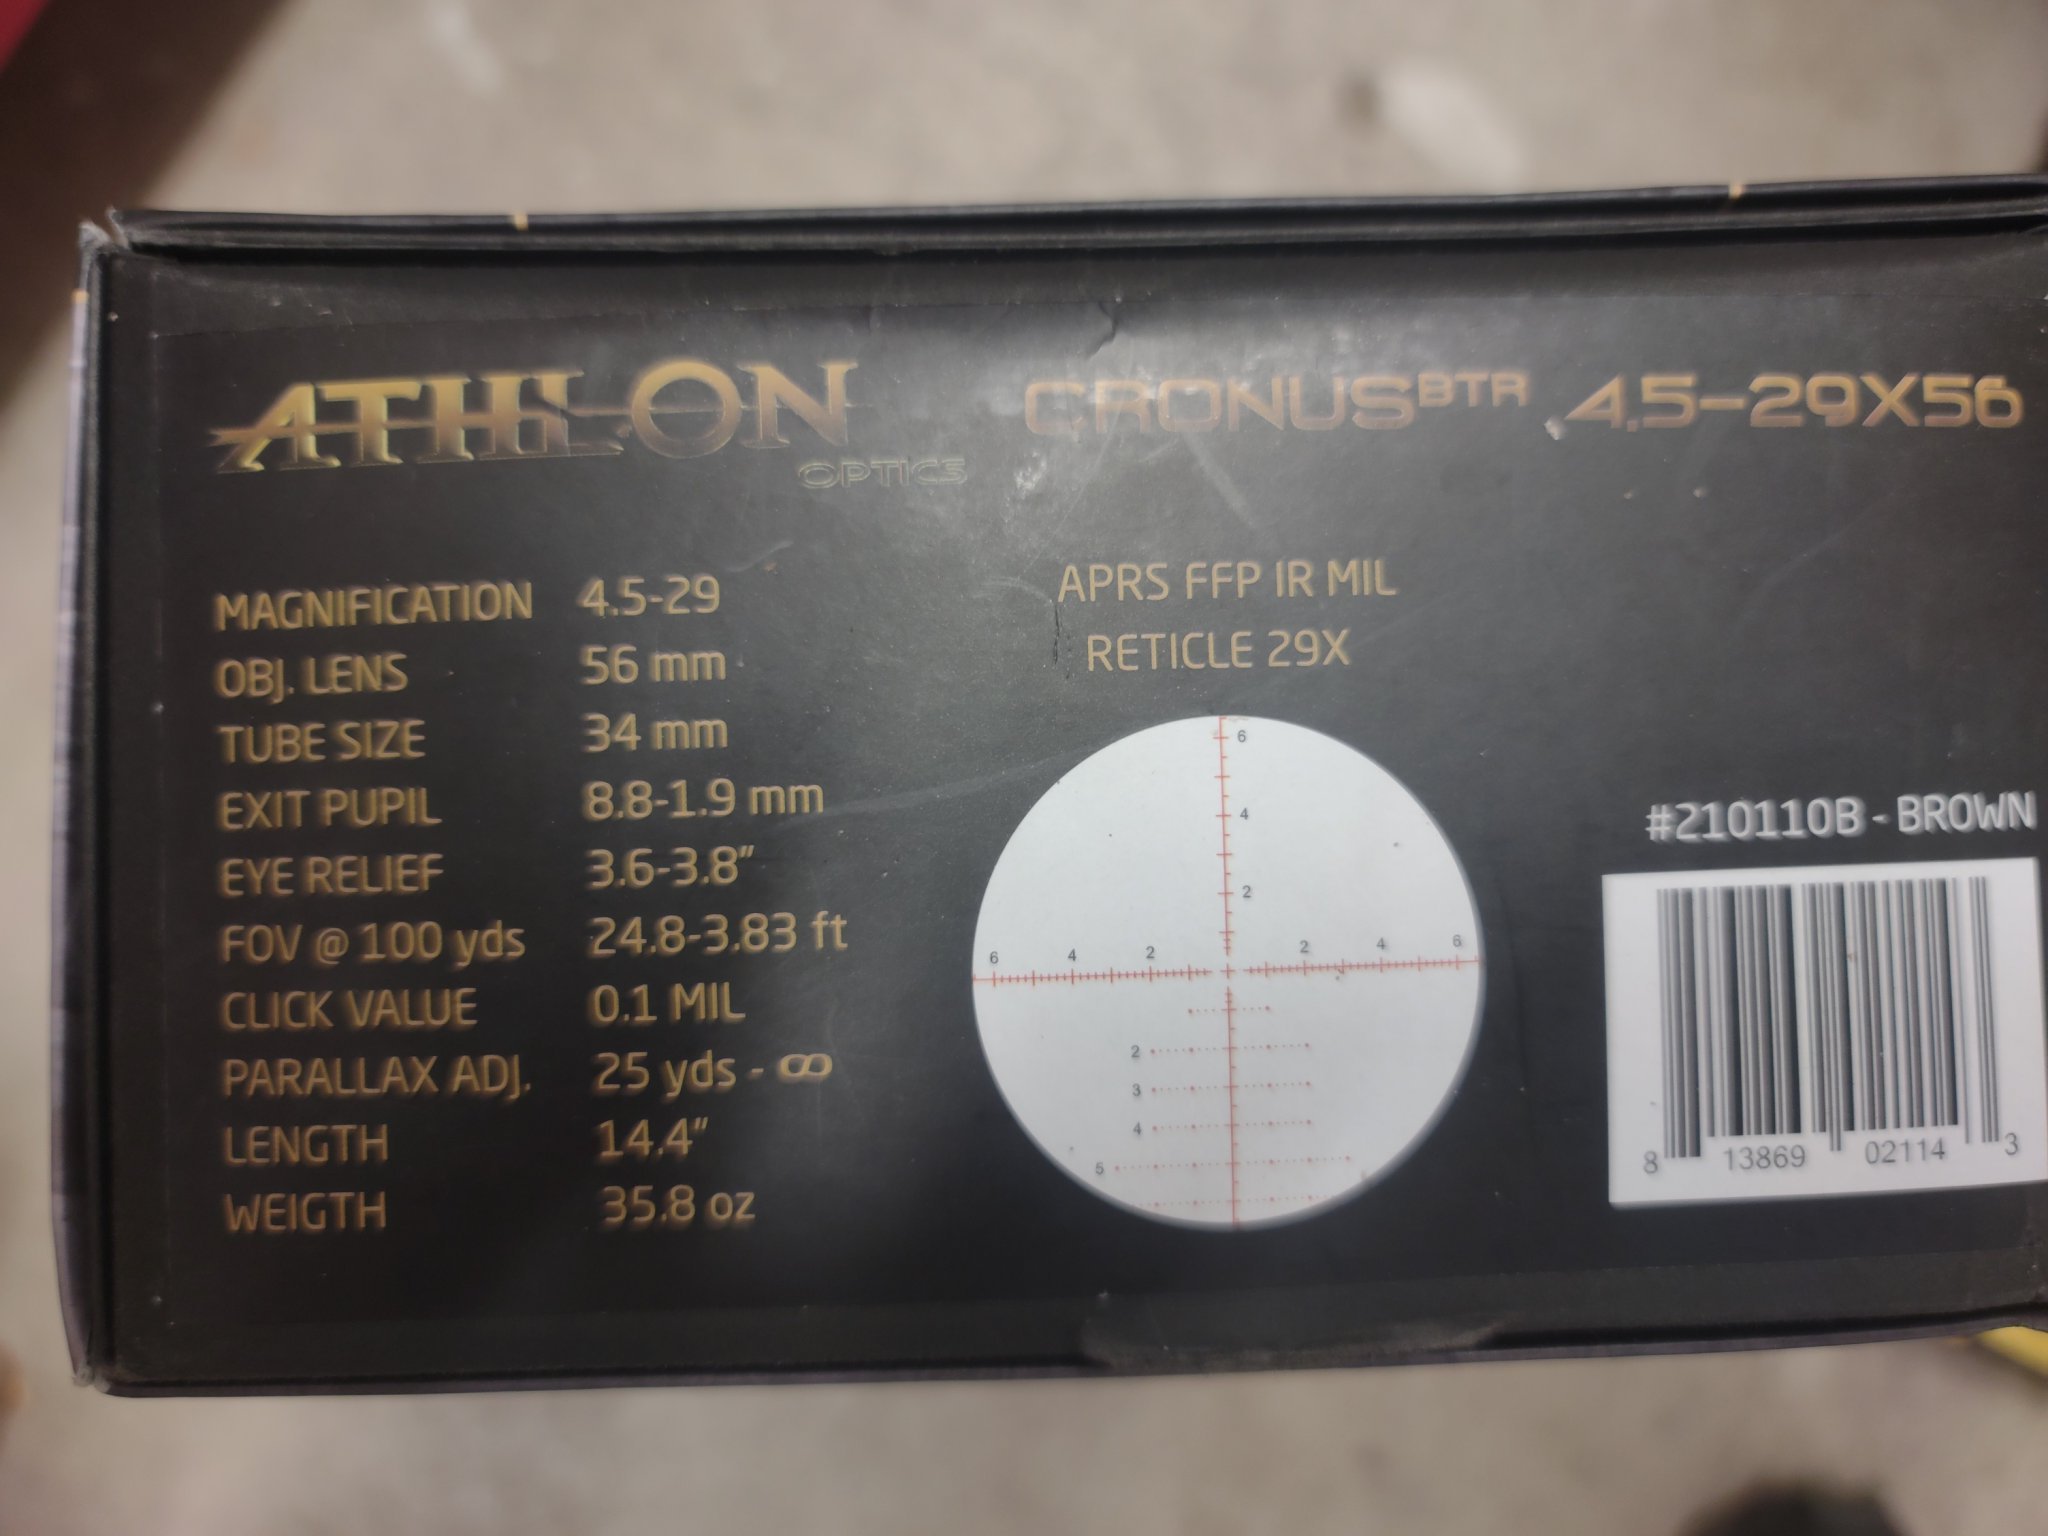 ATHLON
OPTICS
CRONUS BTR 4.5-29X56
MAGNIFICATION 4.5-29
OBJ. LENS 56 mm
TUBE SIZE 34 mm
EXIT PUPIL 8.8-1.9 mm
EYE RELIEF 3.6-3.8"
FOV @ 100 yds 24.8-3.83 ft
CLICK VALUE 0.1 MIL
PARALLAX ADJ. 25 yds - ∞
LENGTH 14.4"
WEIGTH 35.8 oz
APRS FFP IR MIL
RETICLE 29X
6
4
2
6 4 2 2 4 6
2
3
4
5
#210110B - BROWN
8 13869 02114 3